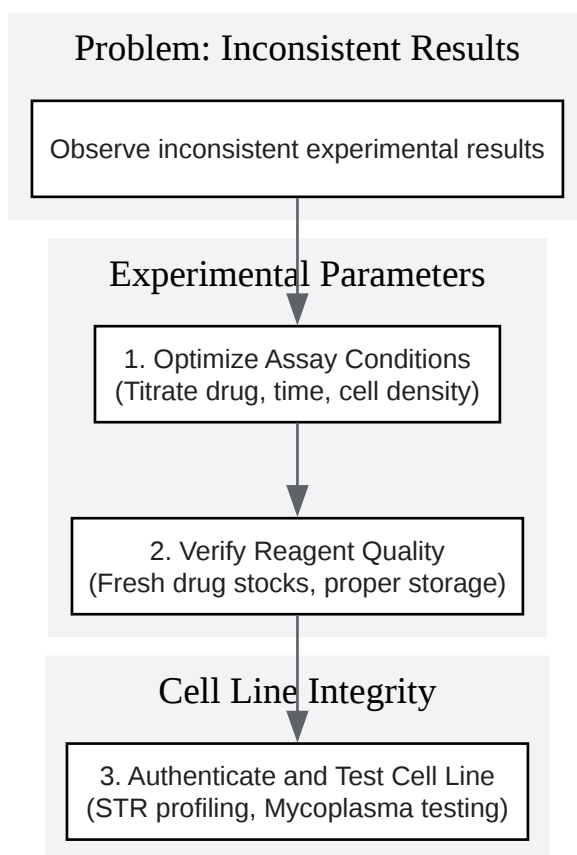 Problem: Inconsistent Results
Observe inconsistent experimental results
Experimental Parameters
1. Optimize Assay Conditions
(Titrate drug, time, cell density)
2. Verify Reagent Quality
(Fresh drug stocks, proper storage)
Cell Line Integrity
3. Authenticate and Test Cell Line
(STR profiling, Mycoplasma testing)